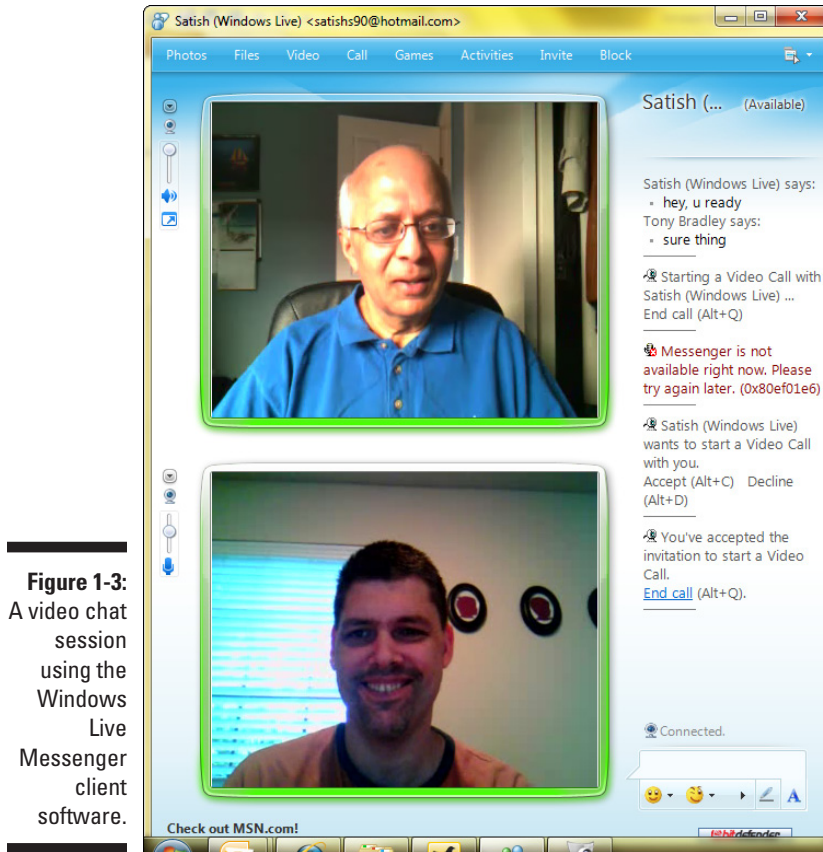 Satish (Windows Live) <satishs90@hotmail.com>
Photos Files Video Call Games Activities Invite Block
Satish (... (Available)
Satish (Windows Live) says:
hey, u ready
Tony Bradley says:
sure thing
Starting a Video Call with
Satish (Windows Live) ...
End call (Alt+Q)
Messenger is not
available right now. Please
try again later. (0x80ef01e6)
Satish (Windows Live)
wants to start a Video Call
with you.
Accept (Alt+C) Decline
(Alt+D)
You've accepted the
invitation to start a Video
Call.
End call (Alt+Q).
Connected.
A
Check out MSN.com!
bitdefender
Figure 1-3:
A video chat
session
using the
Windows
Live
Messenger
client
software.